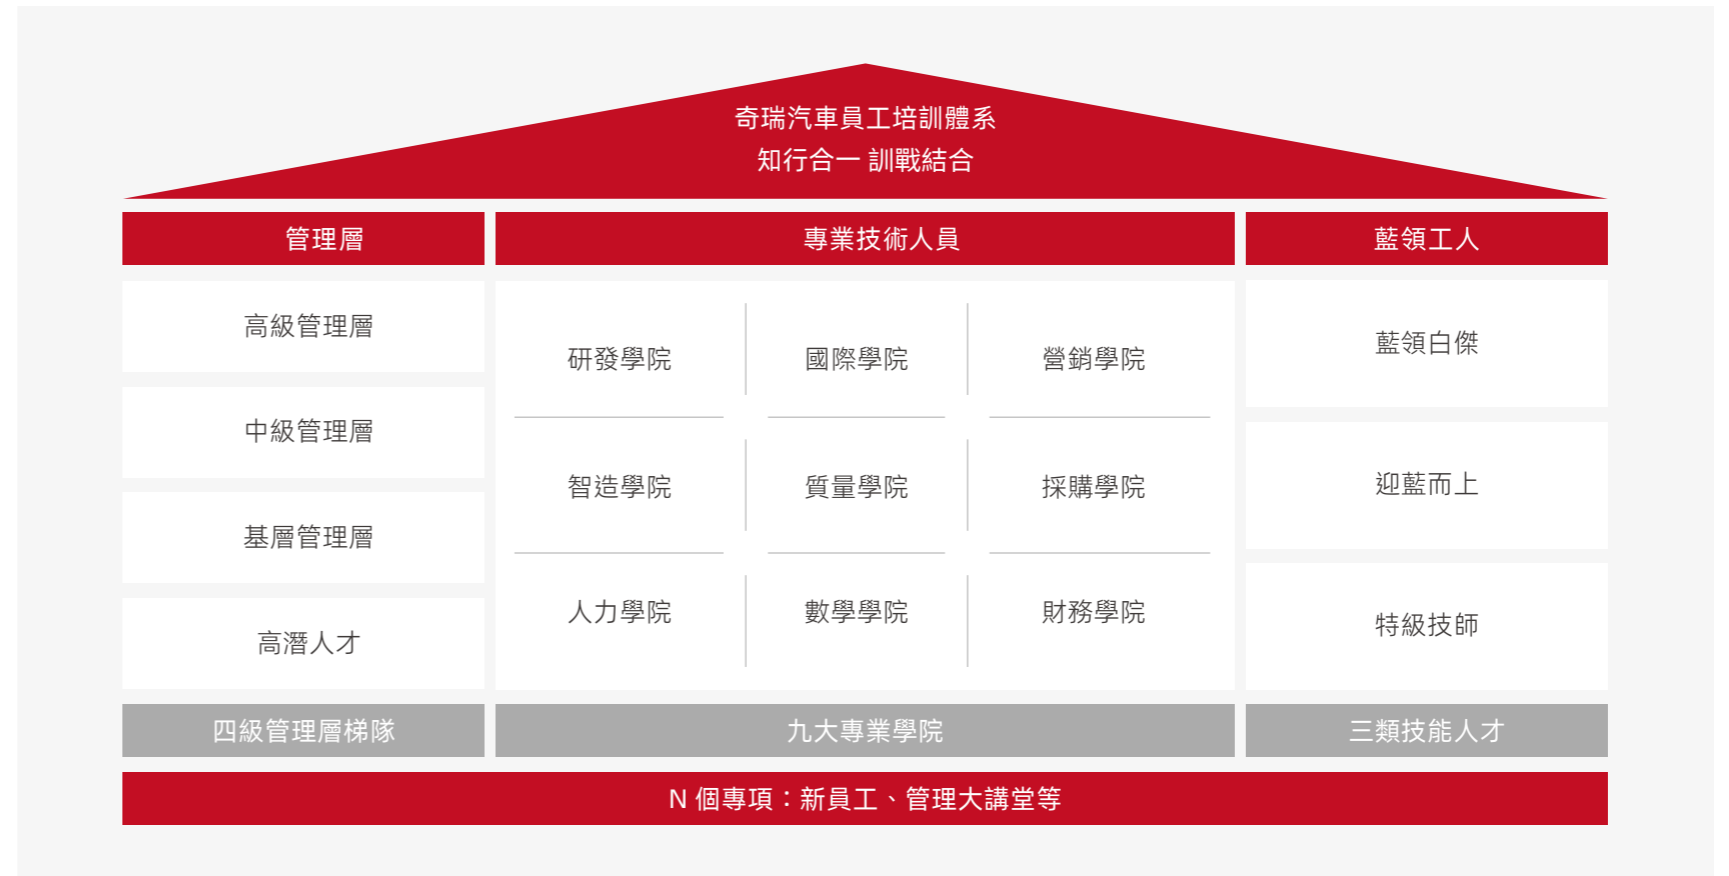 奇瑞汽車員工培訓體系
知行合一 訓戰結合
管理層
專業技術人員
藍領工人
高級管理層
中級管理層
基層管理層
高潛人才
研發學院
國際學院
營銷學院
智造學院
質量學院
採購學院
人力學院
數學學院
財務學院
藍領白傑
迎藍而上
特級技師
四級管理層梯隊
九大專業學院
三類技能人才
N 個專項：新員工、管理大講堂等